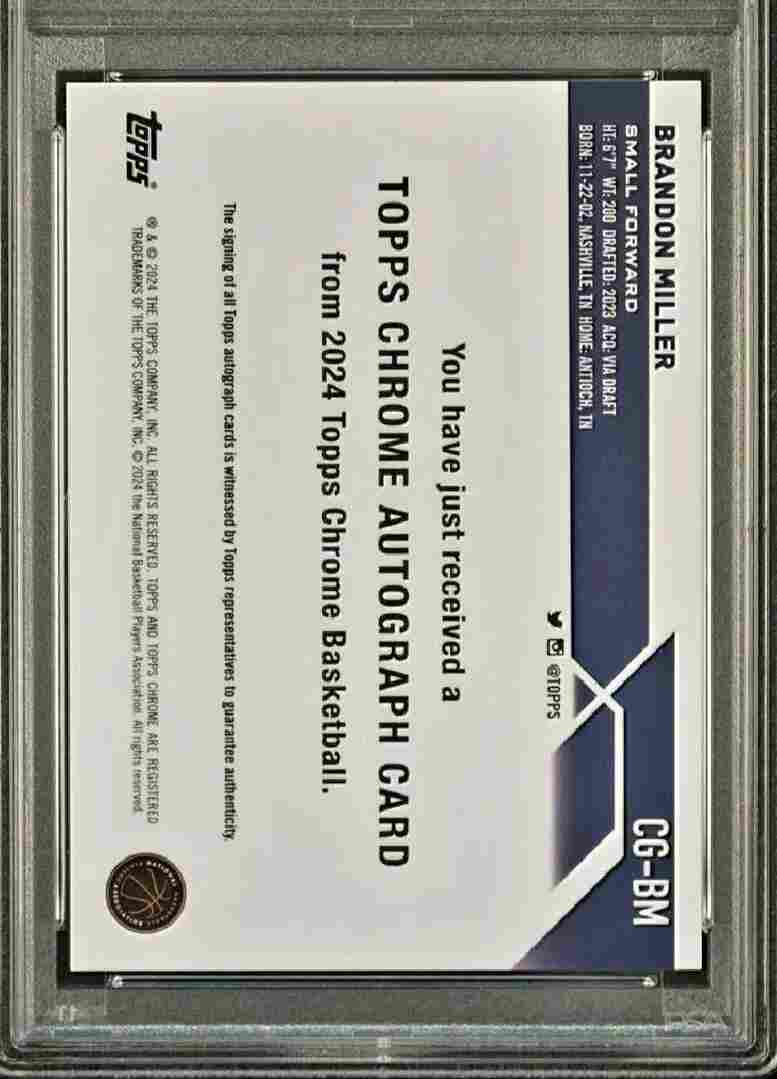 BRANDON MILLER
CG-BM
SMALL FORWARD
HT: 6'7" WT: 200 DRAFTED: 2023 ACQ: VIA DRAFT
BORN: 11-22-02, NASHVILLE, TN HOME: ANTIOCH, TN
@TOPPS
You have just received a
TOPPS CHROME AUTOGRAPH CARD
from 2024 Topps Chrome Basketball.
The signing of all Topps autograph cards is witnessed by Topps representatives to guarantee authenticity.
topps®
® & © 2024 THE TOPPS COMPANY, INC. ALL RIGHTS RESERVED. TOPPS AND TOPPS CHROME ARE REGISTERED
TRADEMARKS OF THE TOPPS COMPANY, INC. © 2024 the National Basketball Players Association. All rights reserved.
NATIONAL
PSA